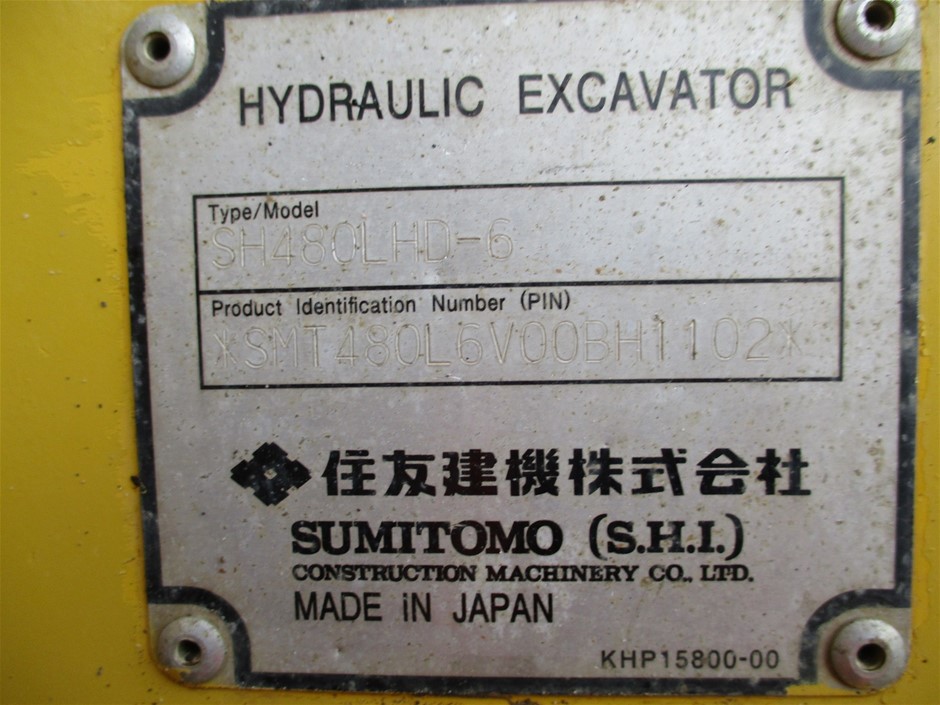 HYDRAULIC EXCAVATOR
Type/Model
SH480LHD-6
Product Identification Number (PIN)
*SMT480L6V00BH1102*
住友建機株式会社
SUMITOMO (S.H.I.)
CONSTRUCTION MACHINERY CO., LTD.
MADE IN JAPAN
KHP15800-00